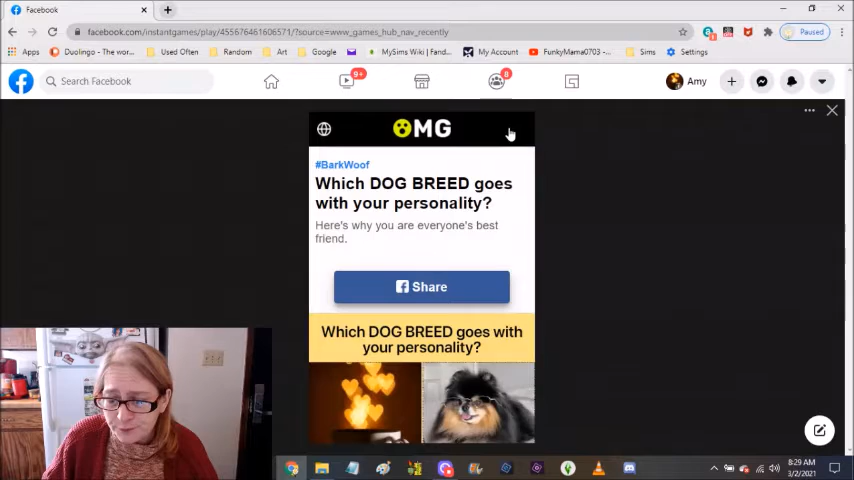 Facebook
facebook.com/instantgames/play/455676461606571/?source=www_games_hub_nav_recently
Paused
Apps
Duolingo - The wor...
Used Often
Random
Art
Google
MySims Wiki | Fand...
My Account
FunkyMama0703 -...
Sims
Settings
Search Facebook
9+
8
Amy
OMG
#BarkWoof
Which DOG BREED goes
with your personality?
Here's why you are everyone's best
friend.
Share
Which DOG BREED goes with
your personality?
8:29 AM
3/2/2021